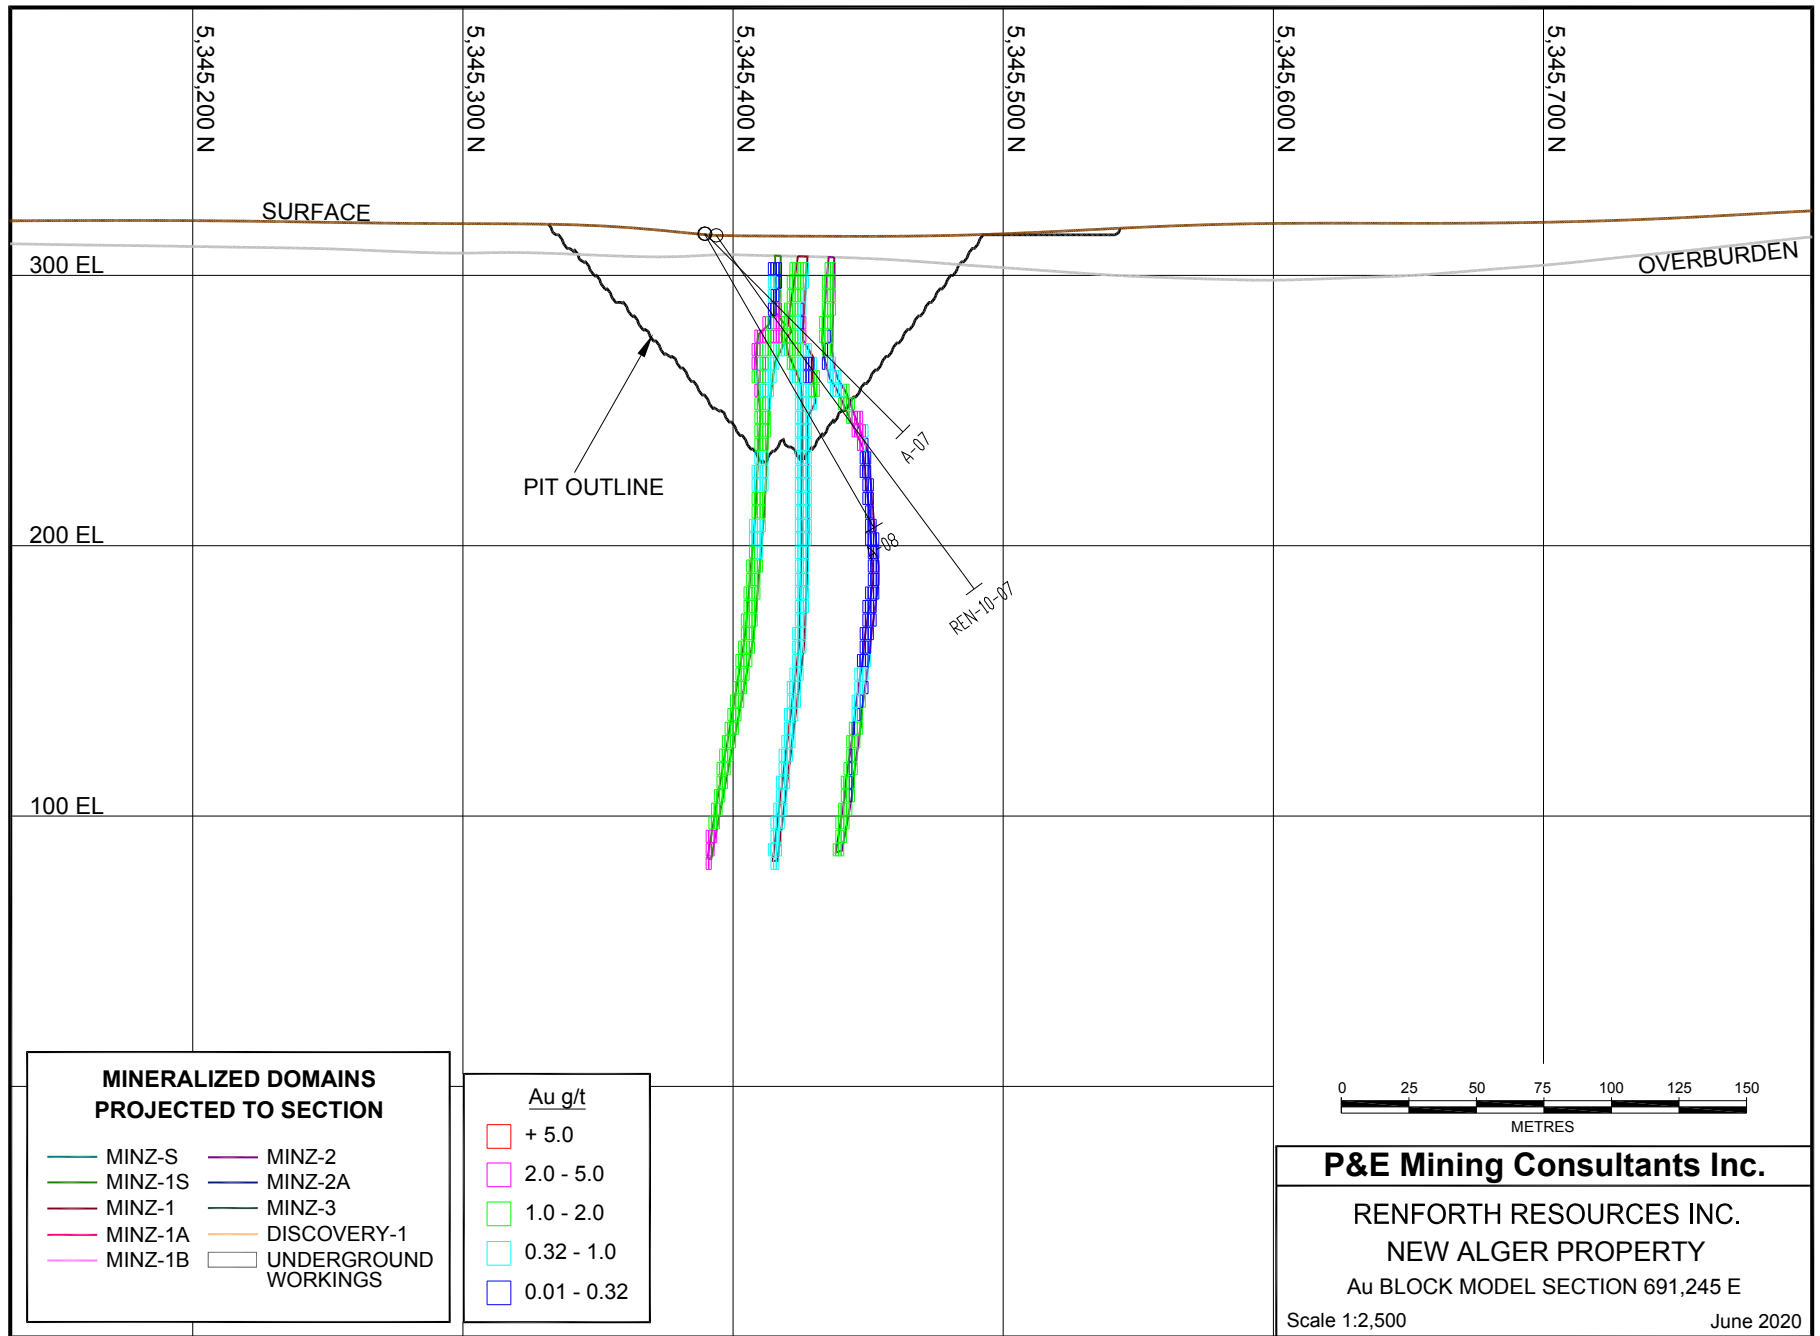 5,345,200 N
5,345,300 N
5,345,400 N
5,345,500 N
5,345,600 N
5,345,700 N
SURFACE
OVERBURDEN
300 EL
A-07
PIT OUTLINE
200 EL
-08
REN-10-07
100 EL
MINERALIZED DOMAINS
PROJECTED TO SECTION
MINZ-S
MINZ-1S
MINZ-1
MINZ-1A
MINZ-1B
MINZ-2
MINZ-2A
MINZ-3
DISCOVERY-1
UNDERGROUND
WORKINGS
Au g/t
+ 5.0
2.0 - 5.0
1.0 - 2.0
0.32 - 1.0
0.01 - 0.32
0 25 50 75 100 125 150
METRES
P&E Mining Consultants Inc.
RENFORTH RESOURCES INC.
NEW ALGER PROPERTY
Au BLOCK MODEL SECTION 691,245 E
Scale 1:2,500 June 2020